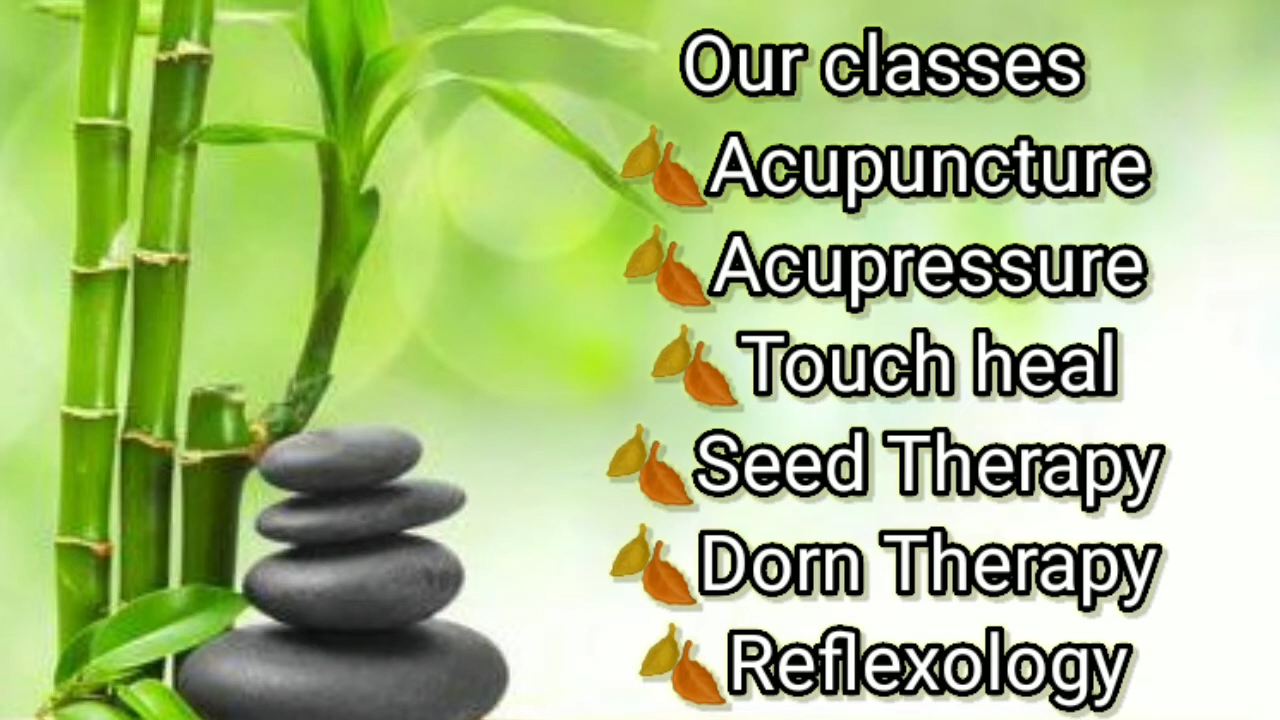 Our classes
🍂Acupuncture
🍂Acupressure
🍂Touch heal
🍂Seed Therapy
🍂Dorn Therapy
🍂Reflexology